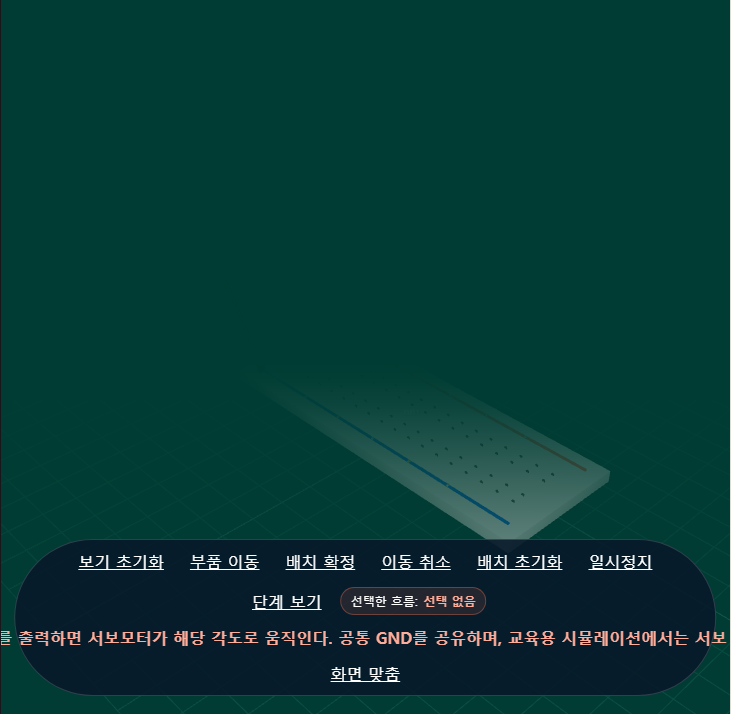 보기 초기화 부품 이동 배치 확정 이동 취소 배치 초기화 일시정지
단계 보기 선택한 흐름: 선택 없음
를 출력하면 서보모터가 해당 각도로 움직인다. 공통 GND를 공유하며, 교육용 시뮬레이션에서는 서보
화면 맞춤